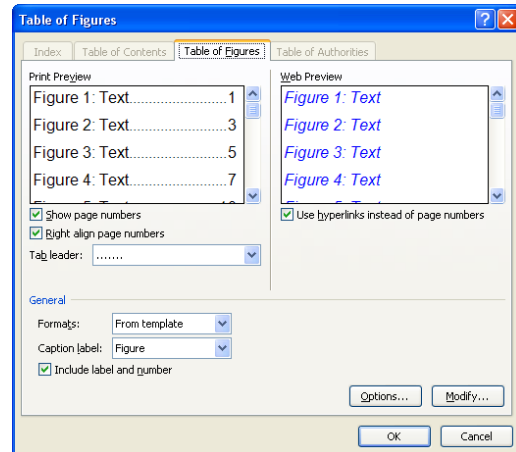 Table of Figures
Index Table of Contents Table of Figures Table of Authorities
Print Preview
Figure 1: Text..........................1
Figure 2: Text..........................3
Figure 3: Text..........................5
Figure 4: Text..........................7
Web Preview
Figure 1: Text
Figure 2: Text
Figure 3: Text
Figure 4: Text
Show page numbers
Right align page numbers
Tab leader: .......
Use hyperlinks instead of page numbers
General
Formats: From template
Caption label: Figure
Include label and number
Options... Modify...
OK Cancel